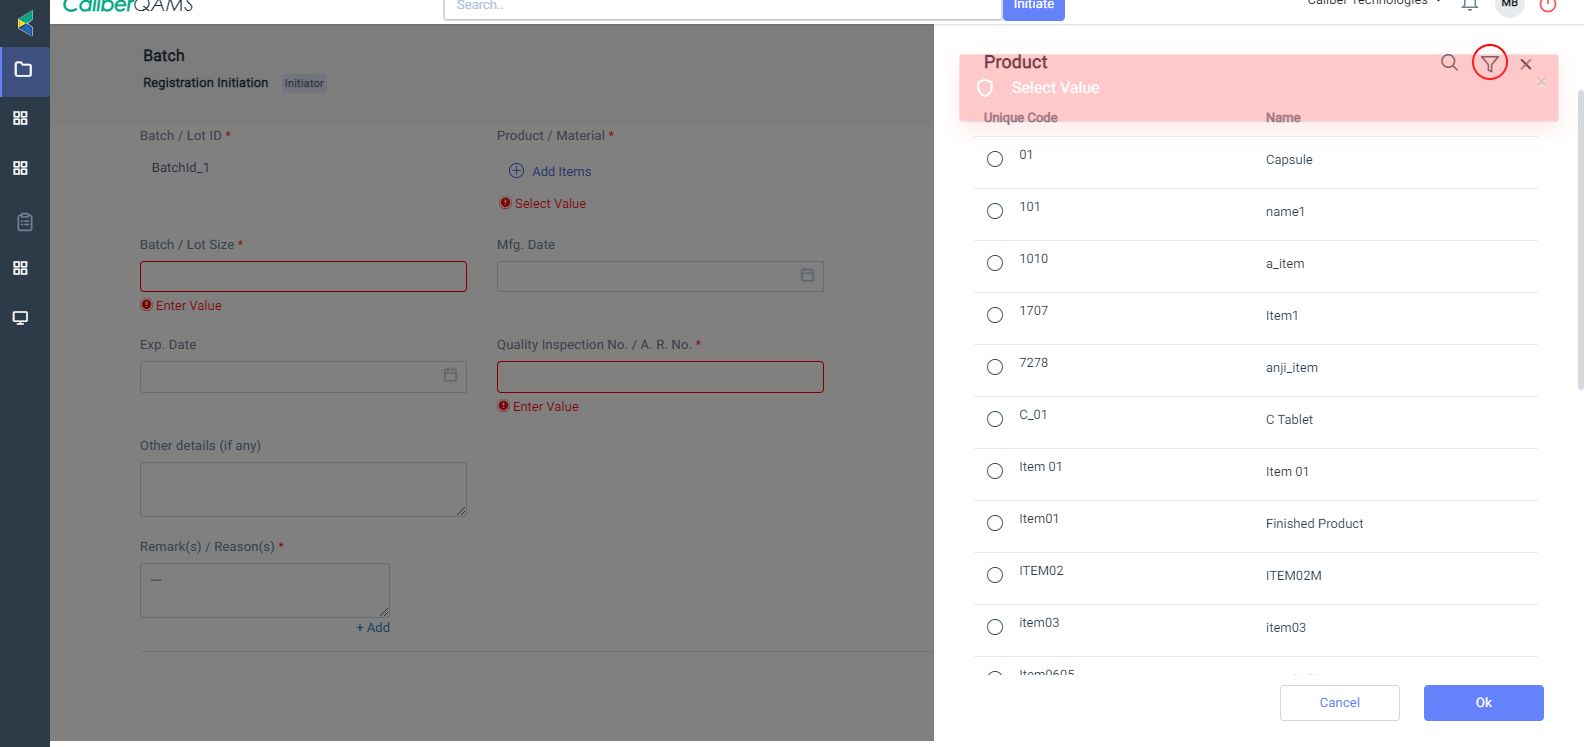 CaliberQAMS
Search..
Initiate
Caliber Technologies
MB
Batch
Registration Initiation Initiator
Batch / Lot ID *
BatchId_1
Product / Material *
Add Items
Select Value
Batch / Lot Size *
Enter Value
Mfg. Date
Exp. Date
Quality Inspection No. / A. R. No. *
Enter Value
Other details (if any)
Remark(s) / Reason(s) *
---
+ Add
Product
Select Value
Unique Code Name
01 Capsule
101 name1
1010 a_item
1707 Item1
7278 anji_item
C_01 C Tablet
Item 01 Item 01
Item01 Finished Product
ITEM02 ITEM02M
item03 item03
Item0605
Cancel
Ok